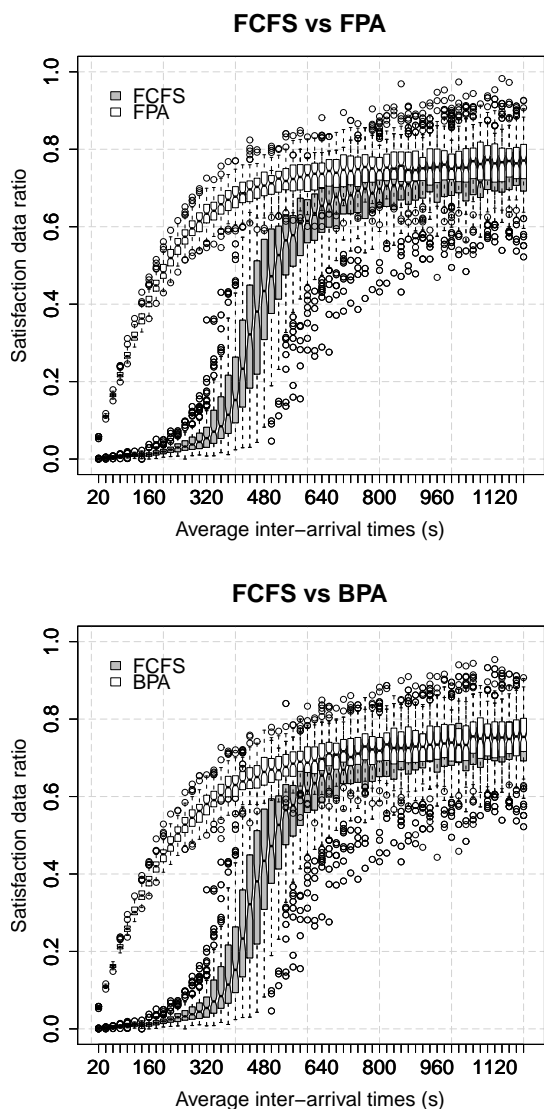 FCFS vs FPA
1.0
FCFS
FPA
0.8
0.6
0.4
0.2
0.0
Satisfaction data ratio
20 160 320 480 640 800 960 1120
Average inter−arrival times (s)
FCFS vs BPA
1.0
FCFS
BPA
0.8
0.6
0.4
0.2
0.0
Satisfaction data ratio
20 160 320 480 640 800 960 1120
Average inter−arrival times (s)